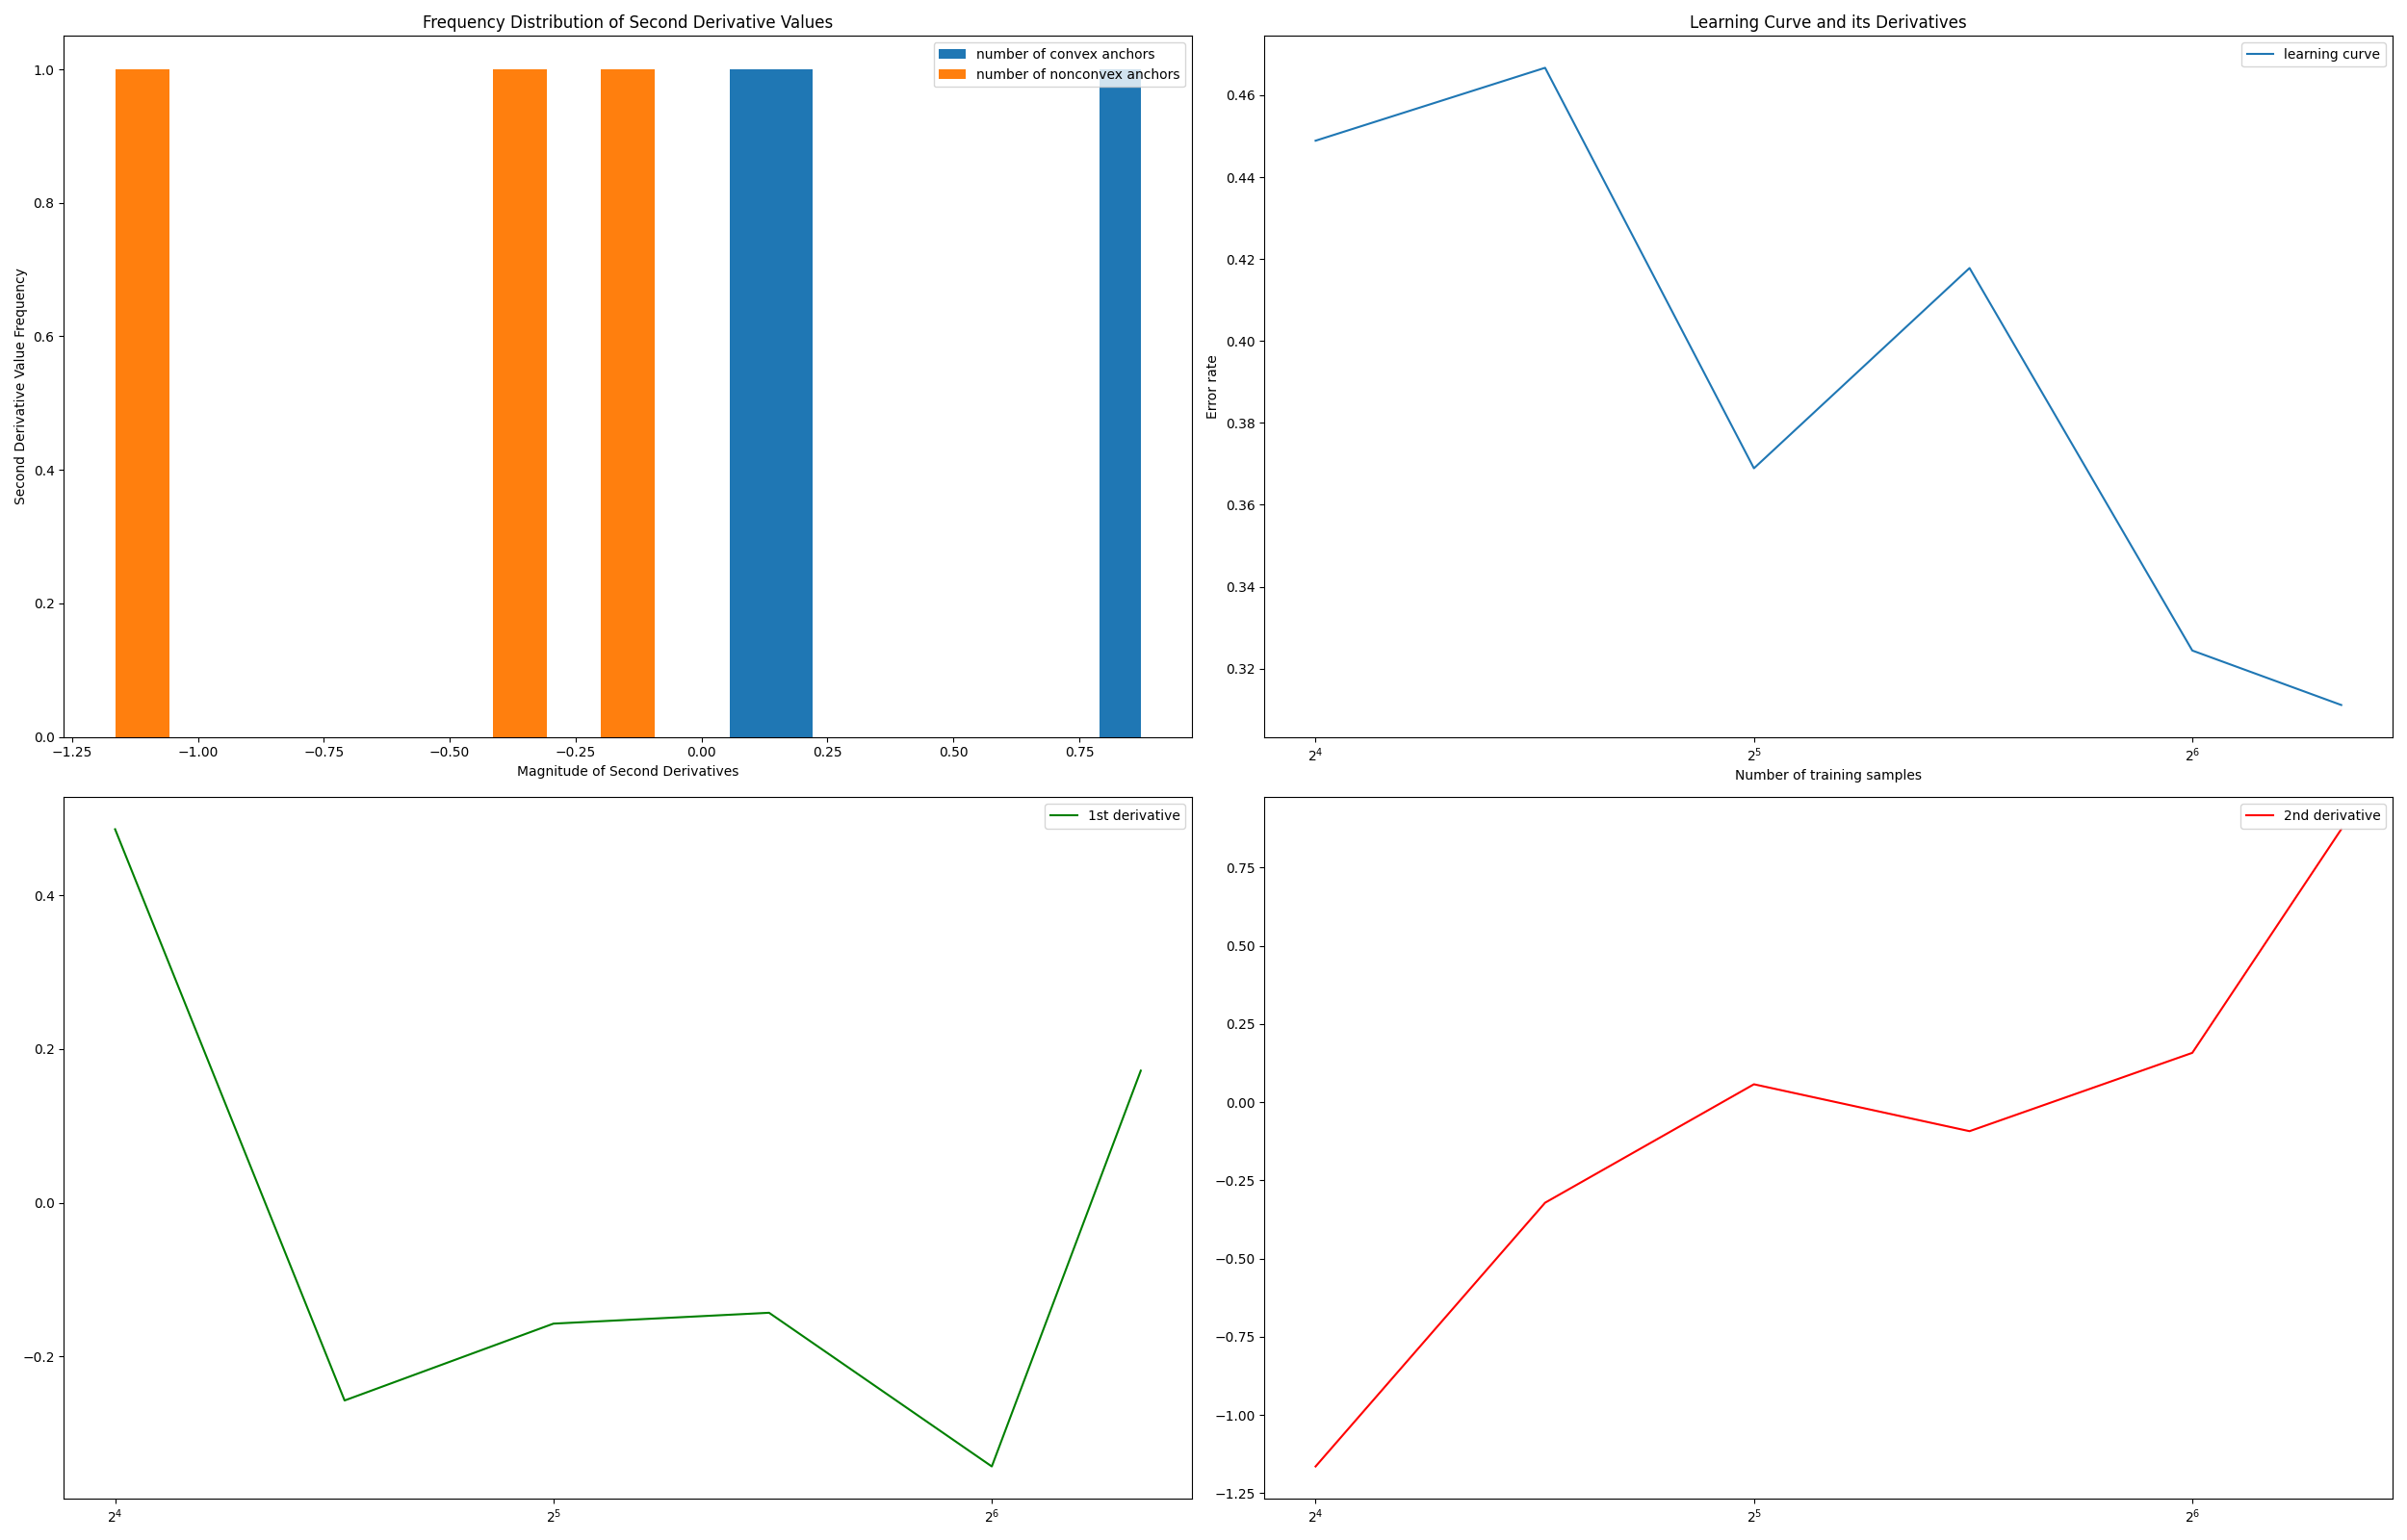 Frequency Distribution of Second Derivative Values
number of convex anchors
number of nonconvex anchors
Second Derivative Value Frequency
1.0
0.8
0.6
0.4
0.2
0.0
−1.25 −1.00 −0.75 −0.50 −0.25 0.00 0.25 0.50 0.75
Magnitude of Second Derivatives
Learning Curve and its Derivatives
learning curve
Error rate
0.46
0.44
0.42
0.40
0.38
0.36
0.34
0.32
2⁴ 2⁵ 2⁶
Number of training samples
1st derivative
0.4
0.2
0.0
−0.2
2⁴ 2⁵ 2⁶
2nd derivative
0.75
0.50
0.25
0.00
−0.25
−0.50
−0.75
−1.00
−1.25
2⁴ 2⁵ 2⁶